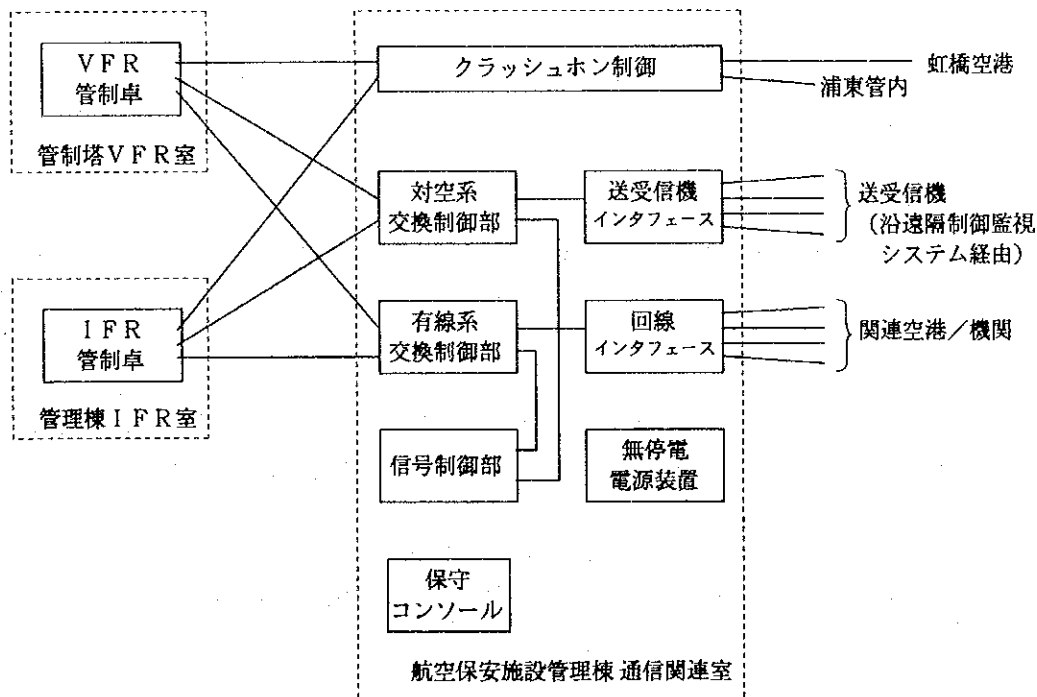 VFR
管制卓
管制塔VFR室
IFR
管制卓
管理棟IFR室
クラッシュホン制御
虹橋空港
浦東管内
対空系
交換制御部
送受信機
インタフェース
送受信機
(沿遠隔制御監視
システム経由)
有線系
交換制御部
回線
インタフェース
関連空港/機関
信号制御部
無停電
電源装置
保守
コンソール
航空保安施設管理棟 通信関連室